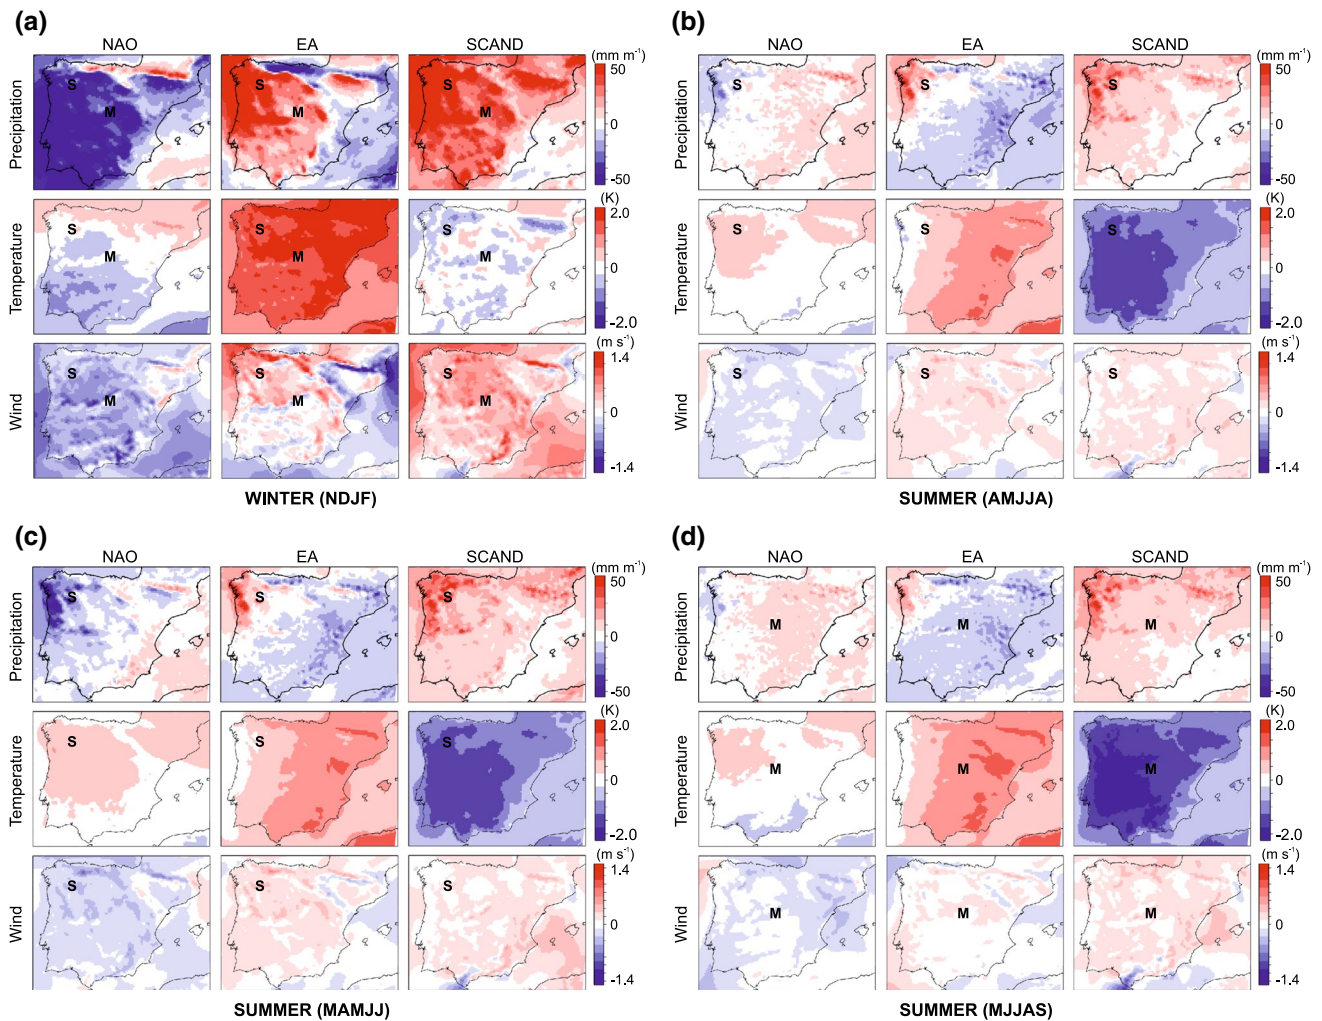 (a)
NAO EA SCAND (mm m⁻¹)
Precipitation S M S M S M 50 0 -50
(K)
Temperature S M S M S M 2.0 0 -2.0
(m s⁻¹)
Wind S M S M S M 1.4 0 -1.4
WINTER (NDJF)
(b)
NAO EA SCAND (mm m⁻¹)
Precipitation S S S 50 0 -50
(K)
Temperature S S S 2.0 0 -2.0
(m s⁻¹)
Wind S S S 1.4 0 -1.4
SUMMER (AMJJA)
(c)
NAO EA SCAND (mm m⁻¹)
Precipitation S S S 50 0 -50
(K)
Temperature S S S 2.0 0 -2.0
(m s⁻¹)
Wind S S S 1.4 0 -1.4
SUMMER (MAMJJ)
(d)
NAO EA SCAND (mm m⁻¹)
Precipitation M M M 50 0 -50
(K)
Temperature M M M 2.0 0 -2.0
(m s⁻¹)
Wind M M M 1.4 0 -1.4
SUMMER (MJJAS)